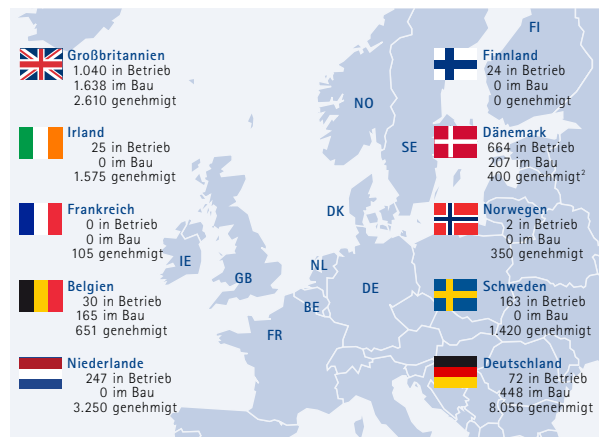 Großbritannien
1.040 in Betrieb
1.638 im Bau
2.610 genehmigt
Irland
25 in Betrieb
0 im Bau
1.575 genehmigt
Frankreich
0 in Betrieb
0 im Bau
105 genehmigt
Belgien
30 in Betrieb
165 im Bau
651 genehmigt
Niederlande
247 in Betrieb
0 im Bau
3.250 genehmigt
FI
NO
SE
DK
IE
GB
NL
BE
DE
FR
Finnland
24 in Betrieb
0 im Bau
0 genehmigt
Dänemark
664 in Betrieb
207 im Bau
400 genehmigt²
Norwegen
2 in Betrieb
0 im Bau
350 genehmigt
Schweden
163 in Betrieb
0 im Bau
1.420 genehmigt
Deutschland
72 in Betrieb
448 im Bau
8.056 genehmigt